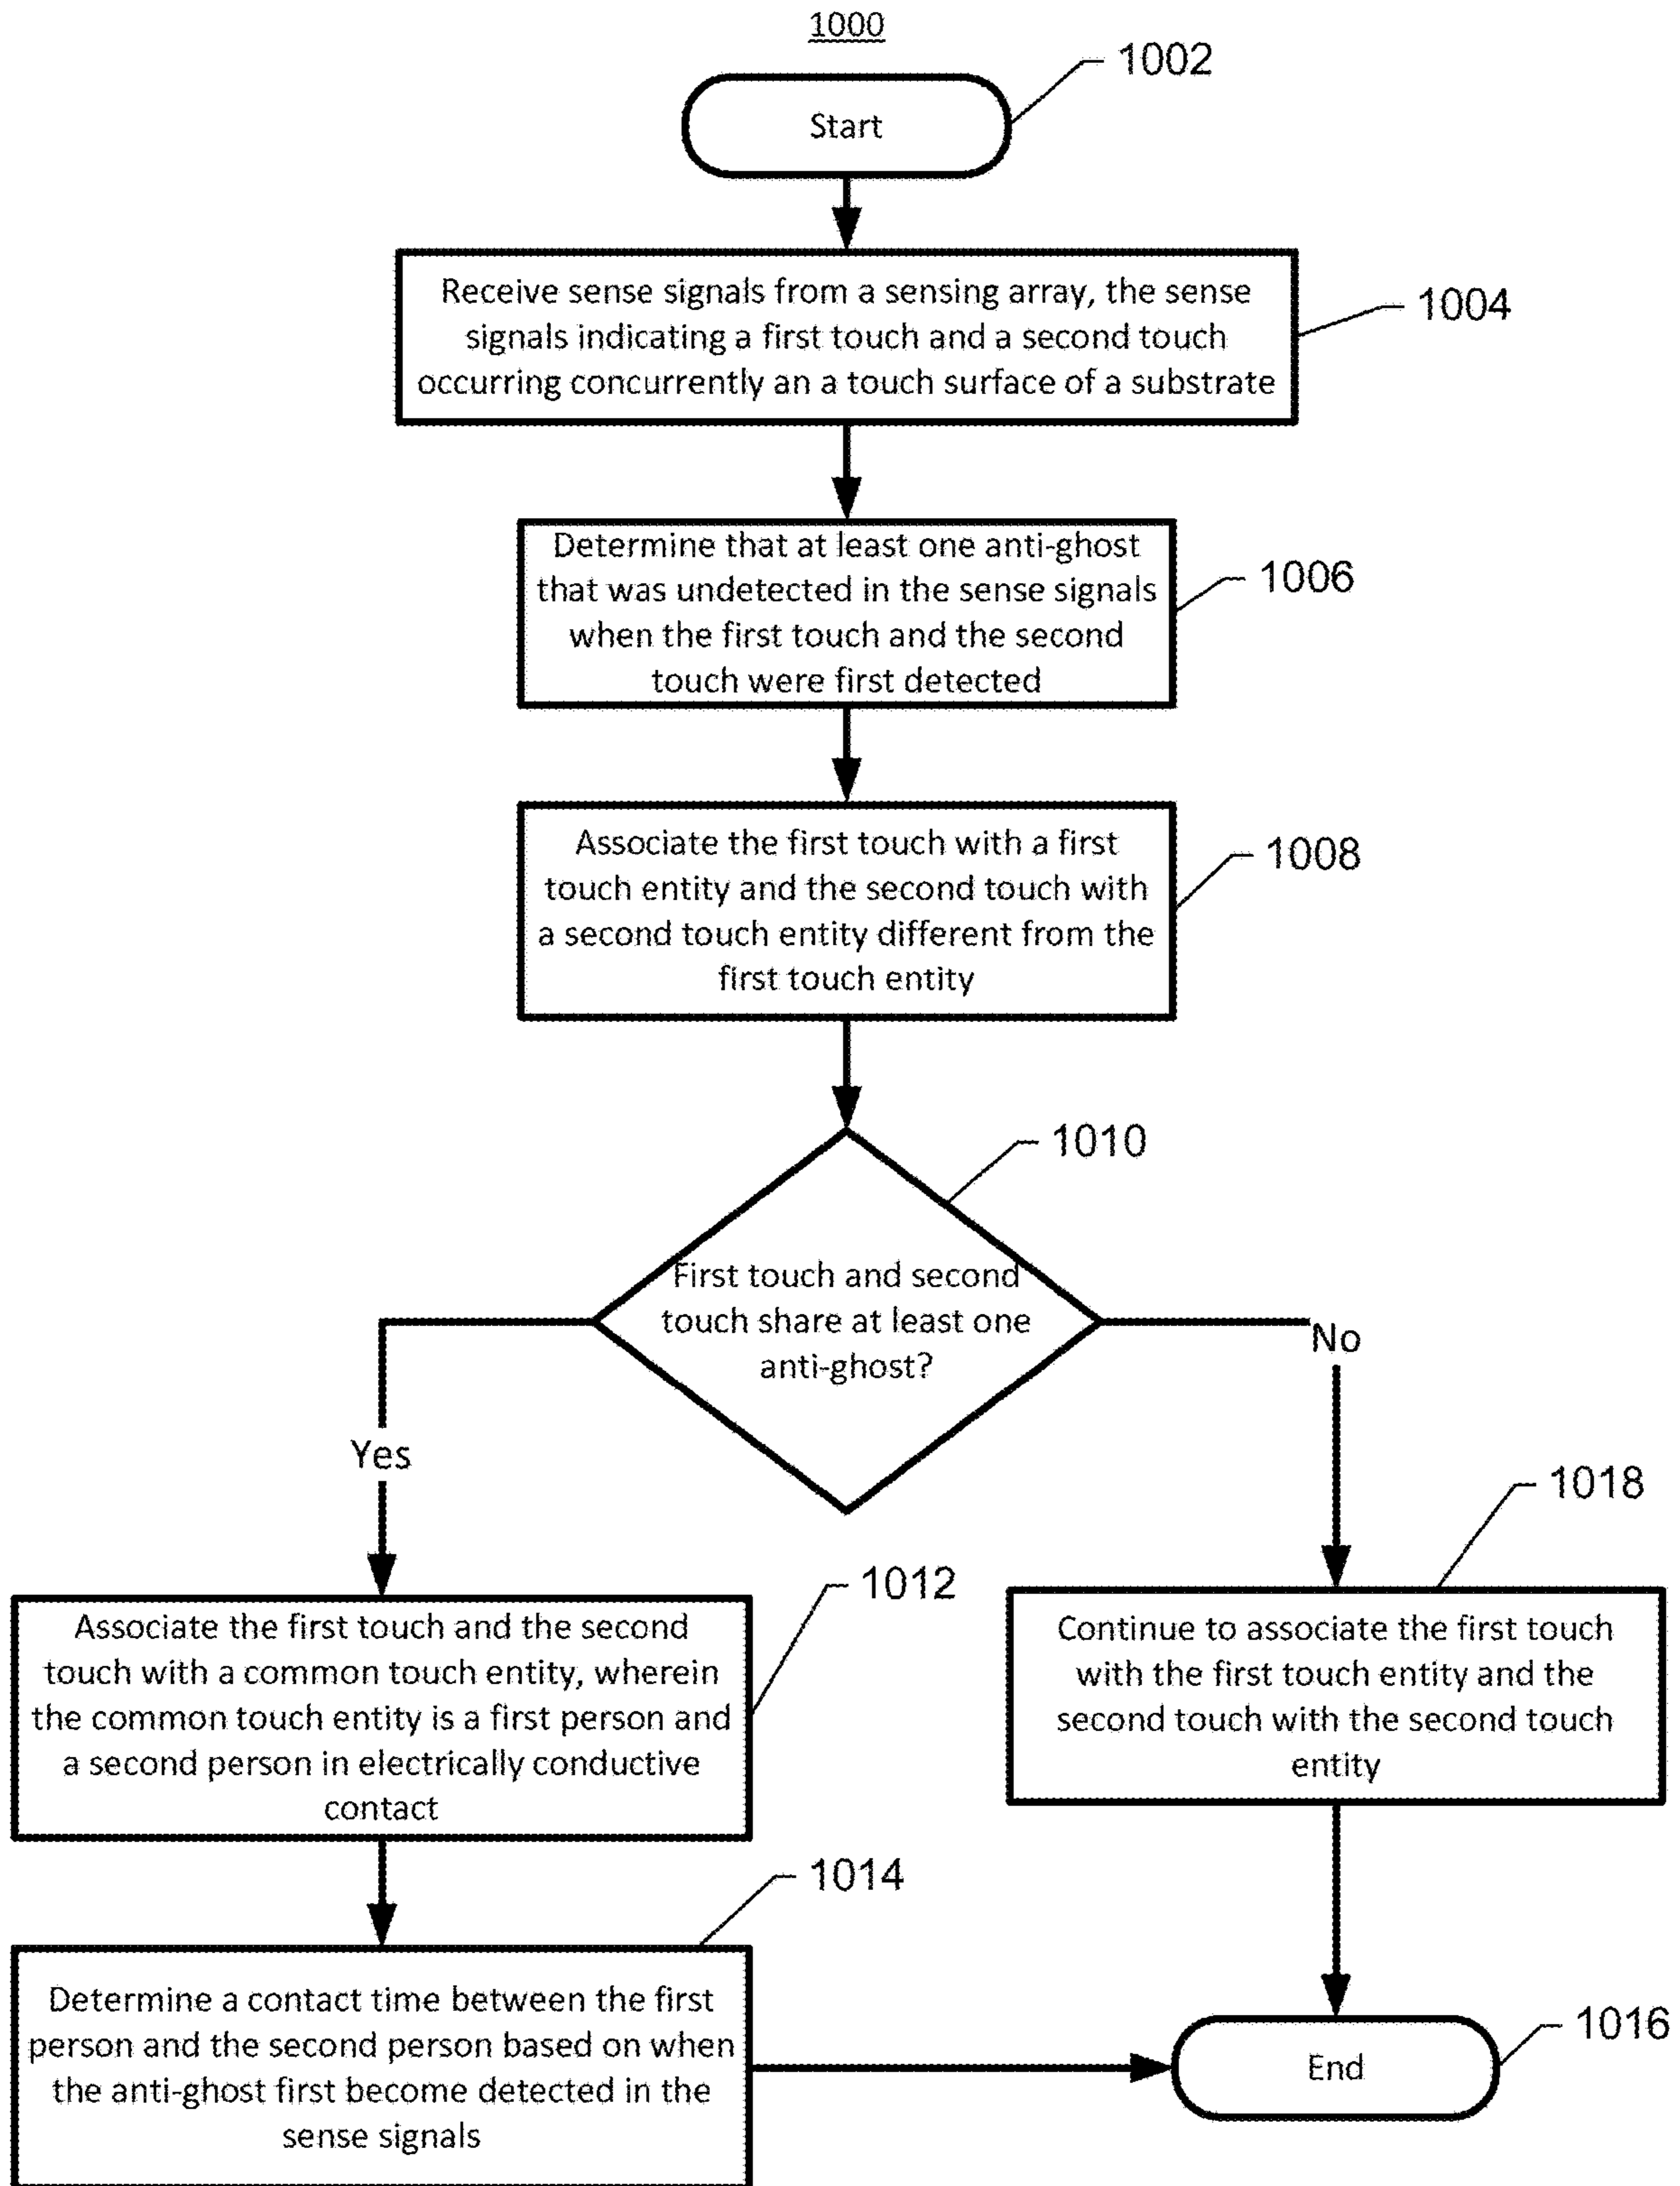 1000
1002
Start
Receive sense signals from a sensing array, the sense
signals indicating a first touch and a second touch
occurring concurrently an a touch surface of a substrate
1004
Determine that at least one anti-ghost
that was undetected in the sense signals
when the first touch and the second
touch were first detected
1006
Associate the first touch with a first
touch entity and the second touch with
a second touch entity different from the
first touch entity
1008
1010
First touch and second
touch share at least one
anti-ghost?
Yes
No
1012
Associate the first touch and the second
touch with a common touch entity, wherein
the common touch entity is a first person and
a second person in electrically conductive
contact
1018
Continue to associate the first touch
with the first touch entity and the
second touch with the second touch
entity
1014
Determine a contact time between the first
person and the second person based on when
the anti-ghost first become detected in the
sense signals
1016
End